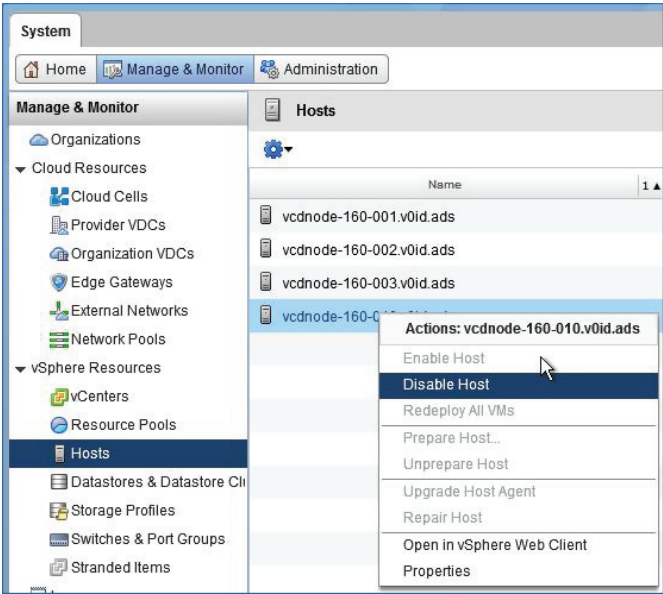 System
Home
Manage & Monitor
Administration
Manage & Monitor
Organizations
Cloud Resources
Cloud Cells
Provider VDCs
Organization VDCs
Edge Gateways
External Networks
Network Pools
vSphere Resources
vCenters
Resource Pools
Hosts
Datastores & Datastore Clu
Storage Profiles
Switches & Port Groups
Stranded Items
Hosts
Name 1 ▲
vcdnode-160-001.v0id.ads
vcdnode-160-002.v0id.ads
vcdnode-160-003.v0id.ads
vcdnode-160-0
Actions: vcdnode-160-010.v0id.ads
Enable Host
Disable Host
Redeploy All VMs
Prepare Host...
Unprepare Host
Upgrade Host Agent
Repair Host
Open in vSphere Web Client
Properties